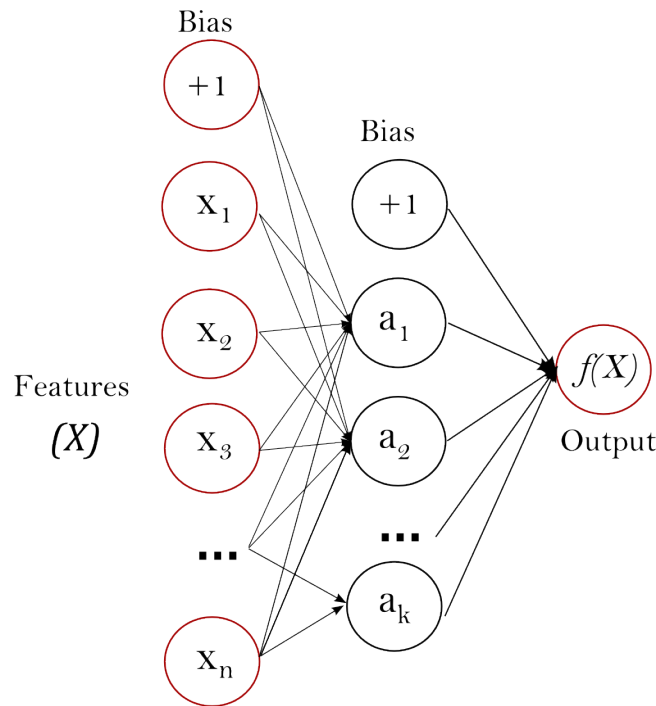 Bias
+1
x₁
x₂
x₃
...
xₙ
Features
(X)
Bias
+1
a₁
a₂
...
aₖ
f(X)
Output